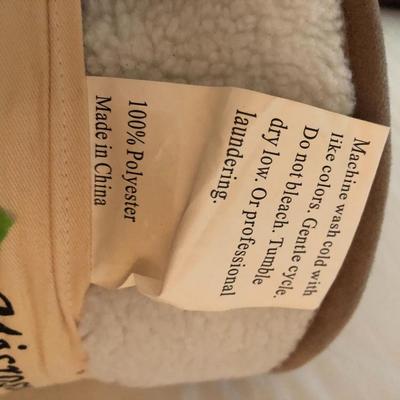 Machine wash cold with
like colors. Gentle cycle.
Do not bleach. Tumble
dry low. Or professional
laundering.
100% Polyester
Made in China